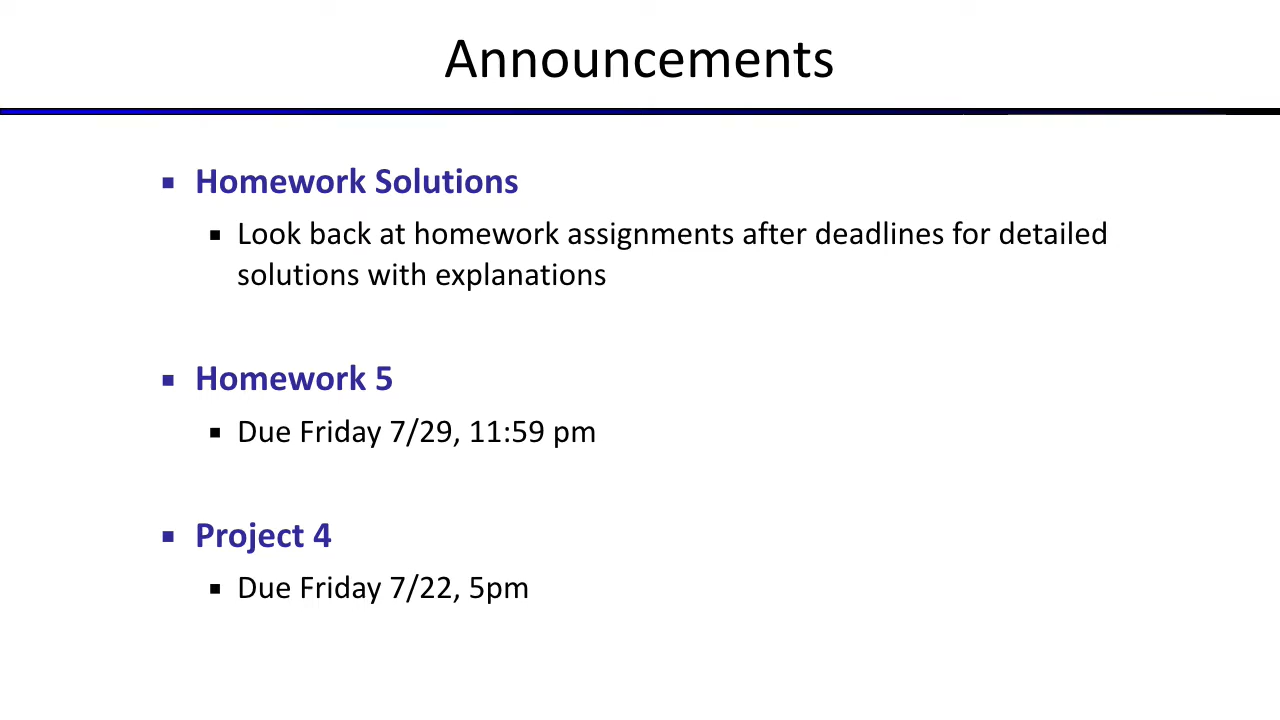 Announcements
Homework Solutions
Look back at homework assignments after deadlines for detailed
solutions with explanations
Homework 5
Due Friday 7/29, 11:59 pm
Project 4
Due Friday 7/22, 5pm